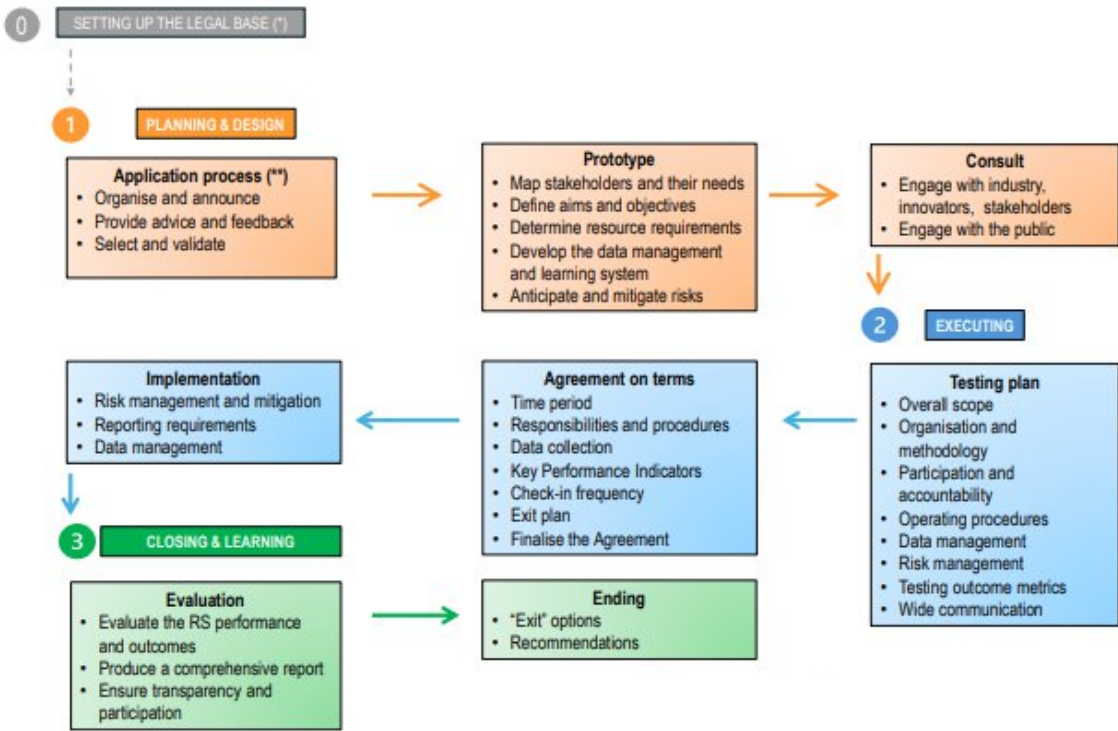 0
SETTING UP THE LEGAL BASE (*)
1
PLANNING & DESIGN
Application process (**)
• Organise and announce
• Provide advice and feedback
• Select and validate
Prototype
• Map stakeholders and their needs
• Define aims and objectives
• Determine resource requirements
• Develop the data management
and learning system
• Anticipate and mitigate risks
Consult
• Engage with industry,
innovators, stakeholders
• Engage with the public
2
EXECUTING
Testing plan
• Overall scope
• Organisation and
methodology
• Participation and
accountability
• Operating procedures
• Data management
• Risk management
• Testing outcome metrics
• Wide communication
Agreement on terms
• Time period
• Responsibilities and procedures
• Data collection
• Key Performance Indicators
• Check-in frequency
• Exit plan
• Finalise the Agreement
Implementation
• Risk management and mitigation
• Reporting requirements
• Data management
3
CLOSING & LEARNING
Evaluation
• Evaluate the RS performance
and outcomes
• Produce a comprehensive report
• Ensure transparency and
participation
Ending
• “Exit” options
• Recommendations